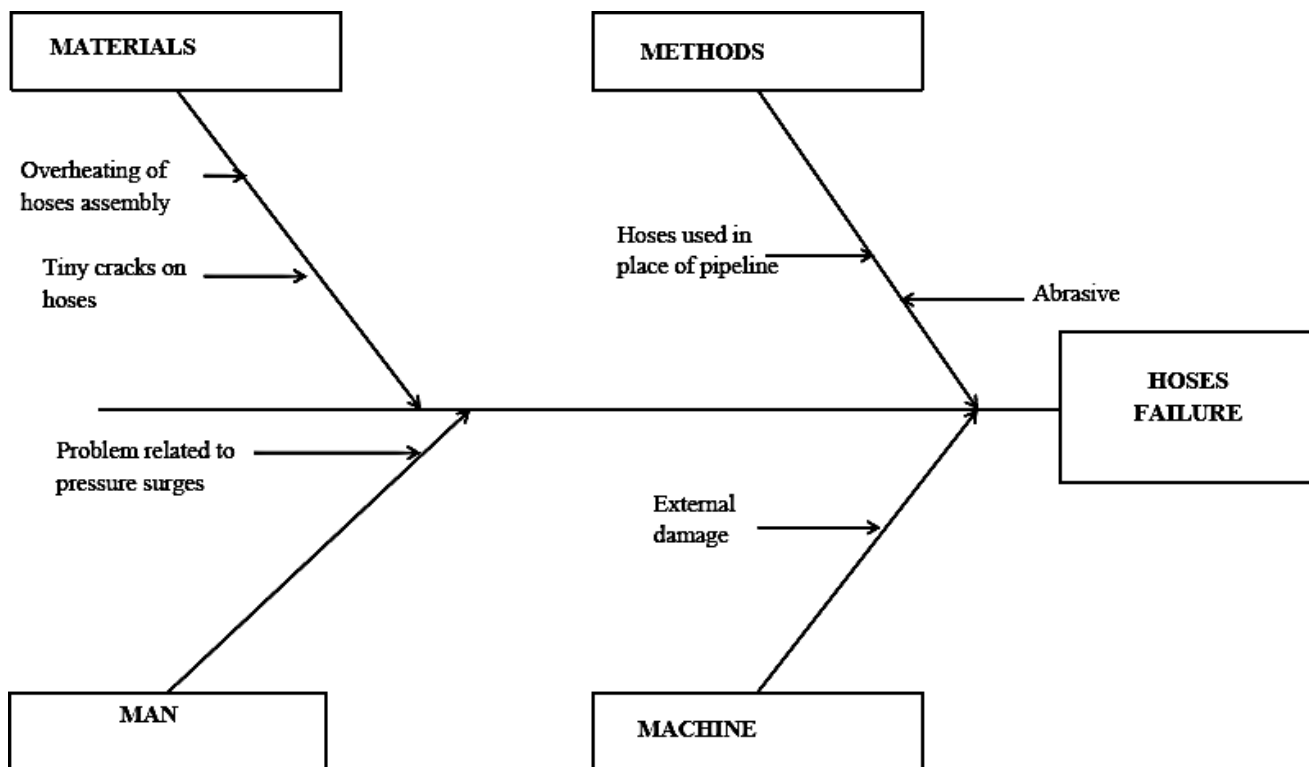 MATERIALS
METHODS
Overheating of
hoses assembly
Tiny cracks on
hoses
Hoses used in
place of pipeline
Abrasive
HOSES
FAILURE
Problem related to
pressure surges
External
damage
MAN
MACHINE